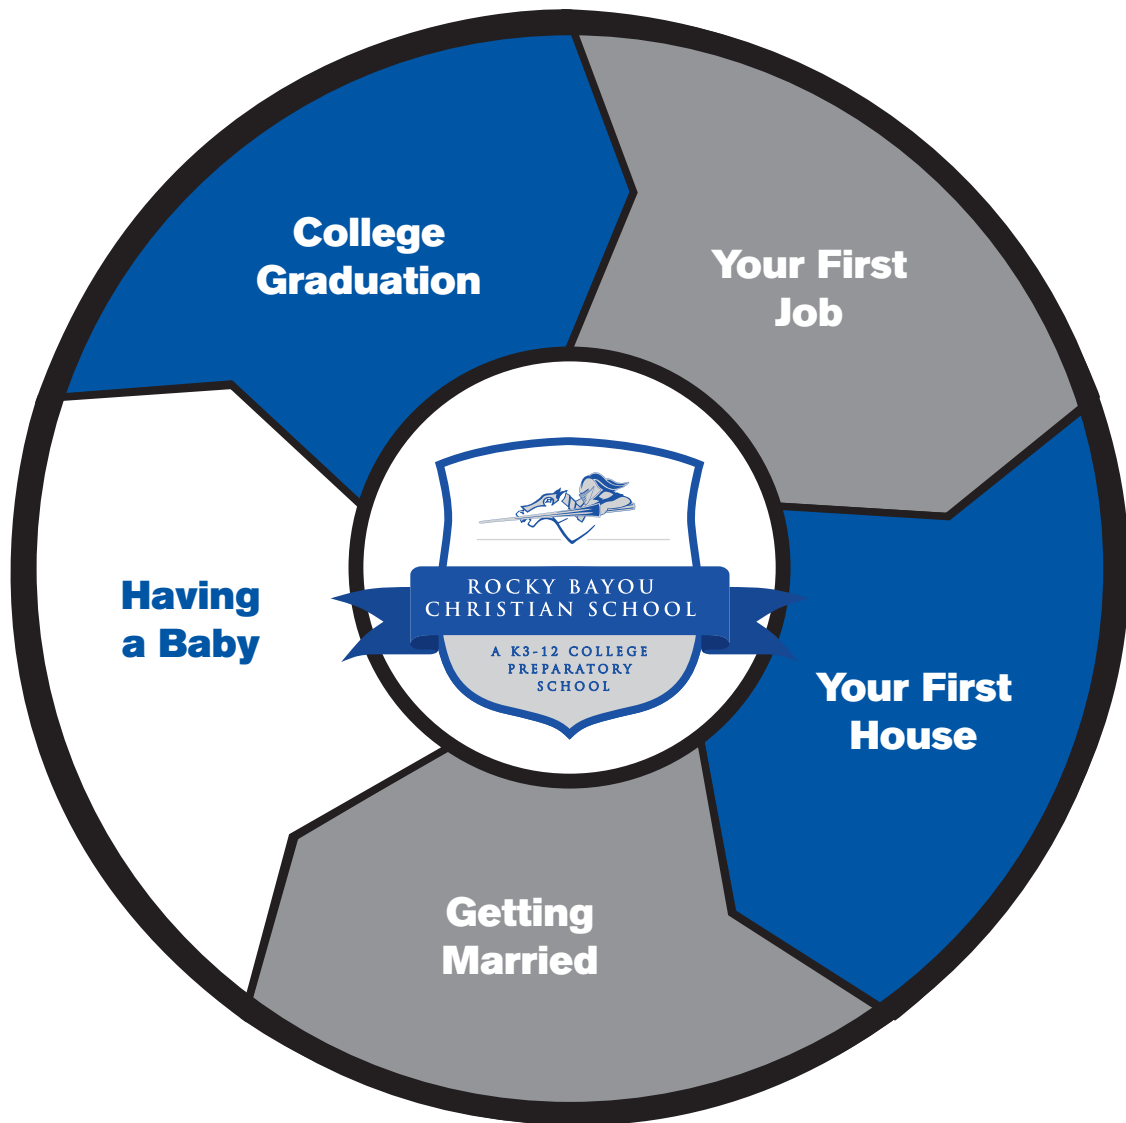 College
Graduation
Your First
Job
Having
a Baby
ROCKY BAYOU
CHRISTIAN SCHOOL
A K3-12 COLLEGE
PREPARATORY
SCHOOL
Your First
House
Getting
Married